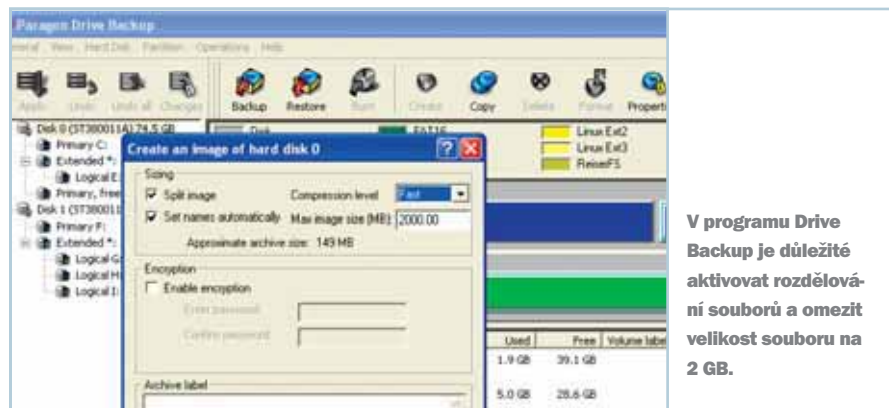 Paragon Drive Backup
General View Hard Disk Partition Operations Help
Apply Undo Undo all Changes Backup Restore Burn Create Copy Delete Format Properti
Disk 0 (ST380011A) 74.5 GB
Primary C:
Extended *:
Logical E
Primary, free
Disk 1 (ST380011
Primary F:
Extended *:
Logical G:
Logical H:
Logical I:
Disk
FAT16
Linux Ext2
Linux Ext3
ReiserFS
Create an image of hard disk 0
Sizing
Split image
Compression level
Fast
Set names automatically
Max image size (MB):
2000.00
Approximate archive size: 149 MB
Encryption
Enable encryption
Enter password
Confirm password
Archive label
Used Free Volume label
1.9 GB 39.1 GB
5.0 GB 28.6 GB
V programu Drive
Backup je důležité
aktivovat rozdělová-
ní souborů a omezit
velikost souboru na
2 GB.